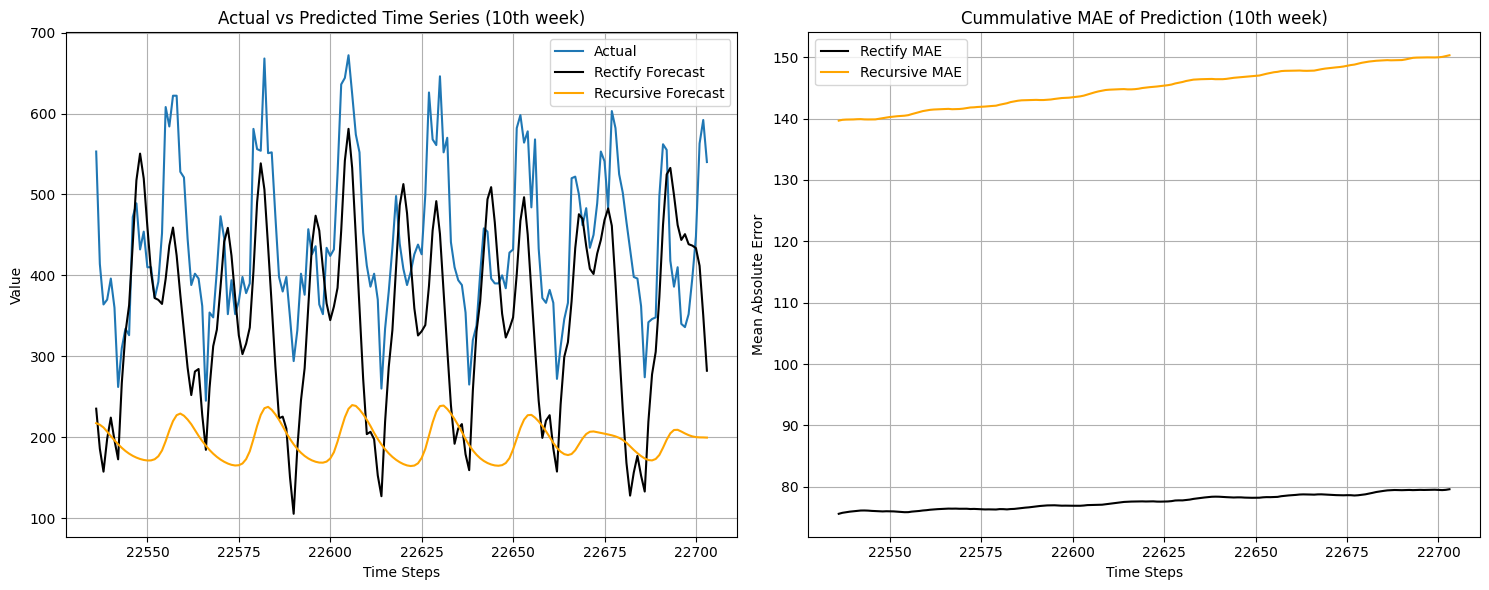 Actual vs Predicted Time Series (10th week)
700
600
500
400
300
200
100
Value
22550
22575
22600
22625
22650
22675
22700
Time Steps
Actual
Rectify Forecast
Recursive Forecast
Cummulative MAE of Prediction (10th week)
150
140
130
120
110
100
90
80
Mean Absolute Error
22550
22575
22600
22625
22650
22675
22700
Time Steps
Rectify MAE
Recursive MAE